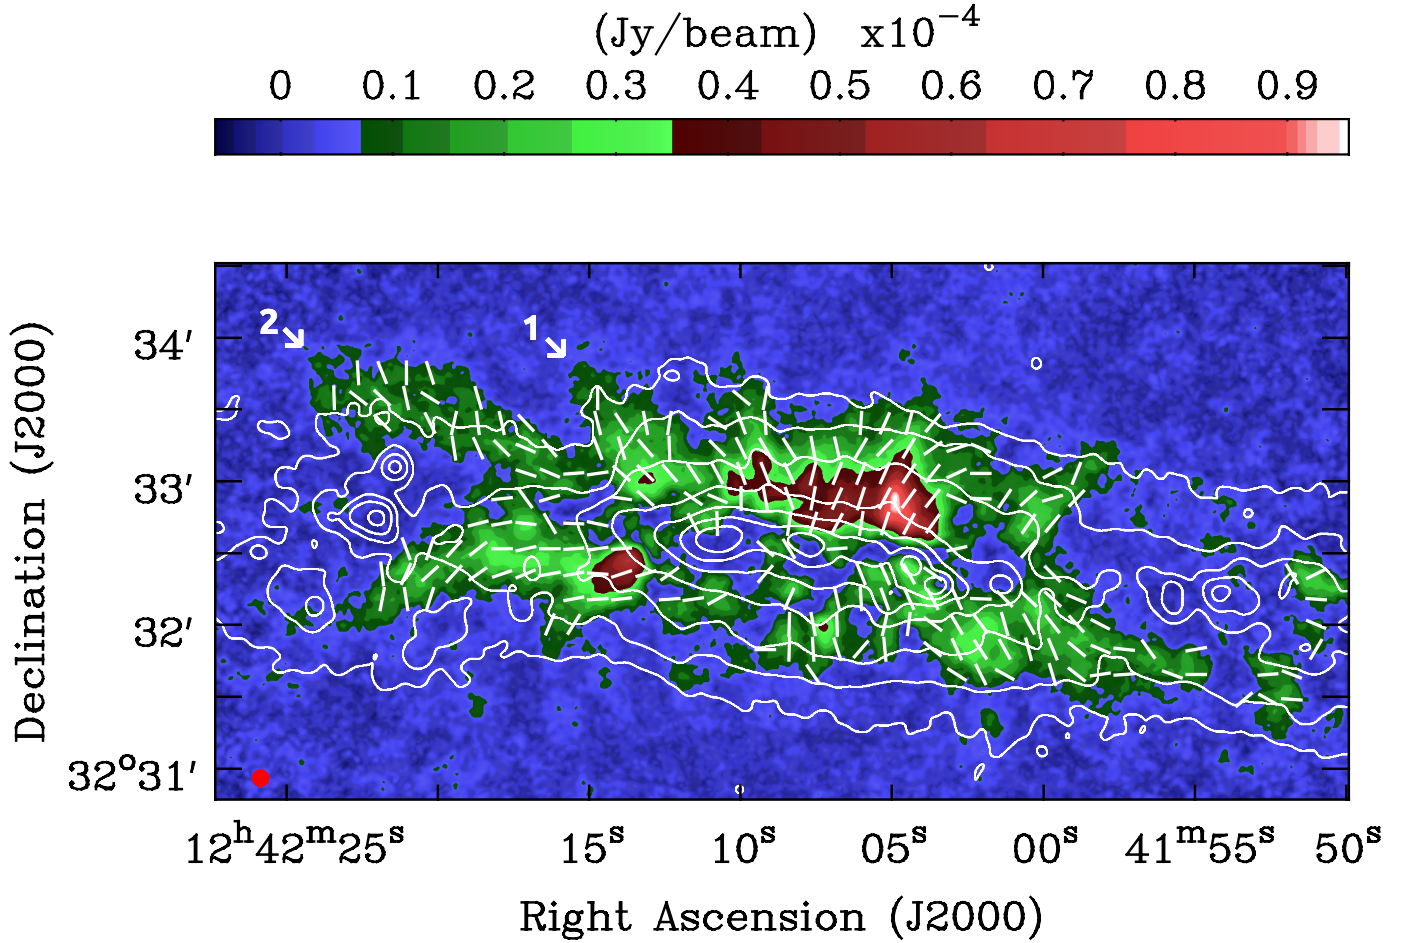 (Jy/beam) x10⁻⁴
0 0.1 0.2 0.3 0.4 0.5 0.6 0.7 0.8 0.9
2
1
34′
33′
32′
32°31′
Declination (J2000)
12ʰ42ᵐ25ˢ 15ˢ 10ˢ 05ˢ 00ˢ 41ᵐ55ˢ 50ˢ
Right Ascension (J2000)